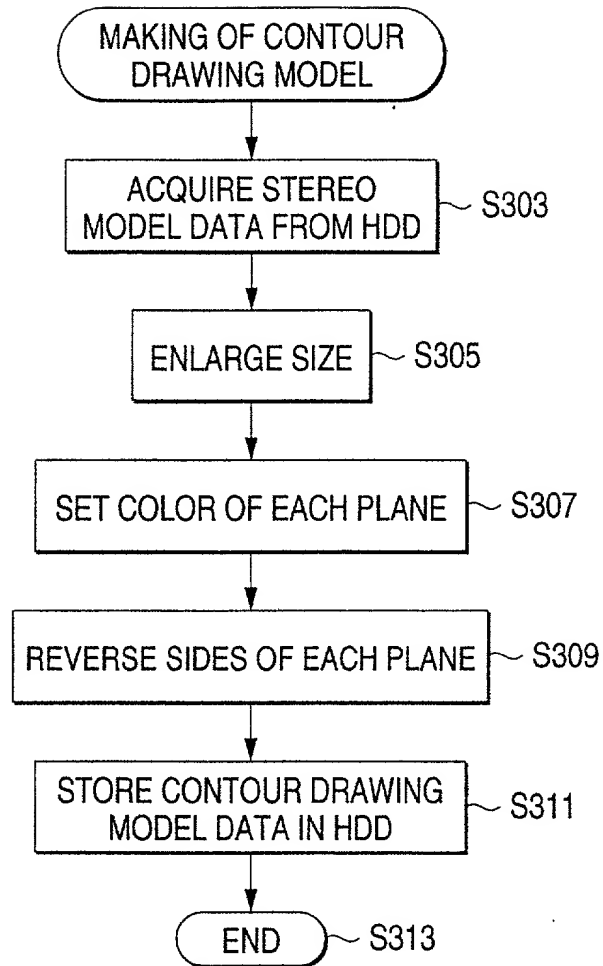 MAKING OF CONTOUR
DRAWING MODEL
ACQUIRE STEREO
MODEL DATA FROM HDD
S303
ENLARGE SIZE
S305
SET COLOR OF EACH PLANE
S307
REVERSE SIDES OF EACH PLANE
S309
STORE CONTOUR DRAWING
MODEL DATA IN HDD
S311
END
S313